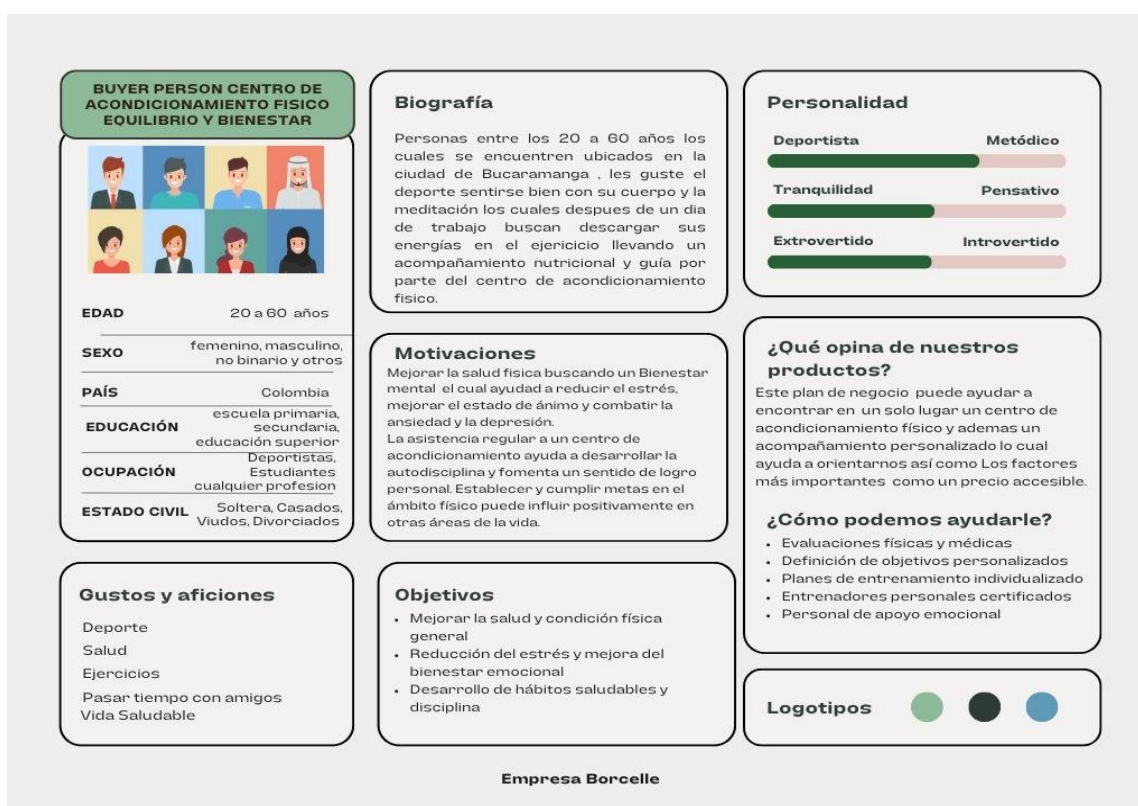 BUYER PERSON CENTRO DE
ACONDICIONAMIENTO FISICO
EQUILIBRIO Y BIENESTAR
EDAD 20 a 60 años
SEXO femenino, masculino,
no binario y otros
PAÍS Colombia
EDUCACIÓN escuela primaria,
secundaria,
educación superior
OCUPACIÓN Deportistas,
Estudiantes
cualquier profesion
ESTADO CIVIL Soltera, Casados,
Viudos, Divorciados
Gustos y aficiones
Deporte
Salud
Ejercicios
Pasar tiempo con amigos
Vida Saludable
Biografía
Personas entre los 20 a 60 años los
cuales se encuentren ubicados en la
ciudad de Bucaramanga , les guste el
deporte sentirse bien con su cuerpo y la
meditación los cuales despues de un dia
de trabajo buscan descargar sus
energías en el ejericicio llevando un
acompañamiento nutricional y guía por
parte del centro de acondicionamiento
fisico.
Motivaciones
Mejorar la salud fisica buscando un Bienestar
mental el cual ayudad a reducir el estrés,
mejorar el estado de ánimo y combatir la
ansiedad y la depresión.
La asistencia regular a un centro de
acondicionamiento ayuda a desarrollar la
autodisciplina y fomenta un sentido de logro
personal. Establecer y cumplir metas en el
ámbito físico puede influir positivamente en
otras áreas de la vida.
Objetivos
• Mejorar la salud y condición física
general
• Reducción del estrés y mejora del
bienestar emocional
• Desarrollo de hábitos saludables y
disciplina
Personalidad
Deportista Metódico
Tranquilidad Pensativo
Extrovertido Introvertido
¿Qué opina de nuestros
productos?
Este plan de negocio puede ayudar a
encontrar en un solo lugar un centro de
acondicionamiento físico y ademas un
acompañamiento personalizado lo cual
ayuda a orientarnos así como Los factores
más importantes como un precio accesible.
¿Cómo podemos ayudarle?
• Evaluaciones físicas y médicas
• Definición de objetivos personalizados
• Planes de entrenamiento individualizado
• Entrenadores personales certificados
• Personal de apoyo emocional
Logotipos
Empresa Borcelle